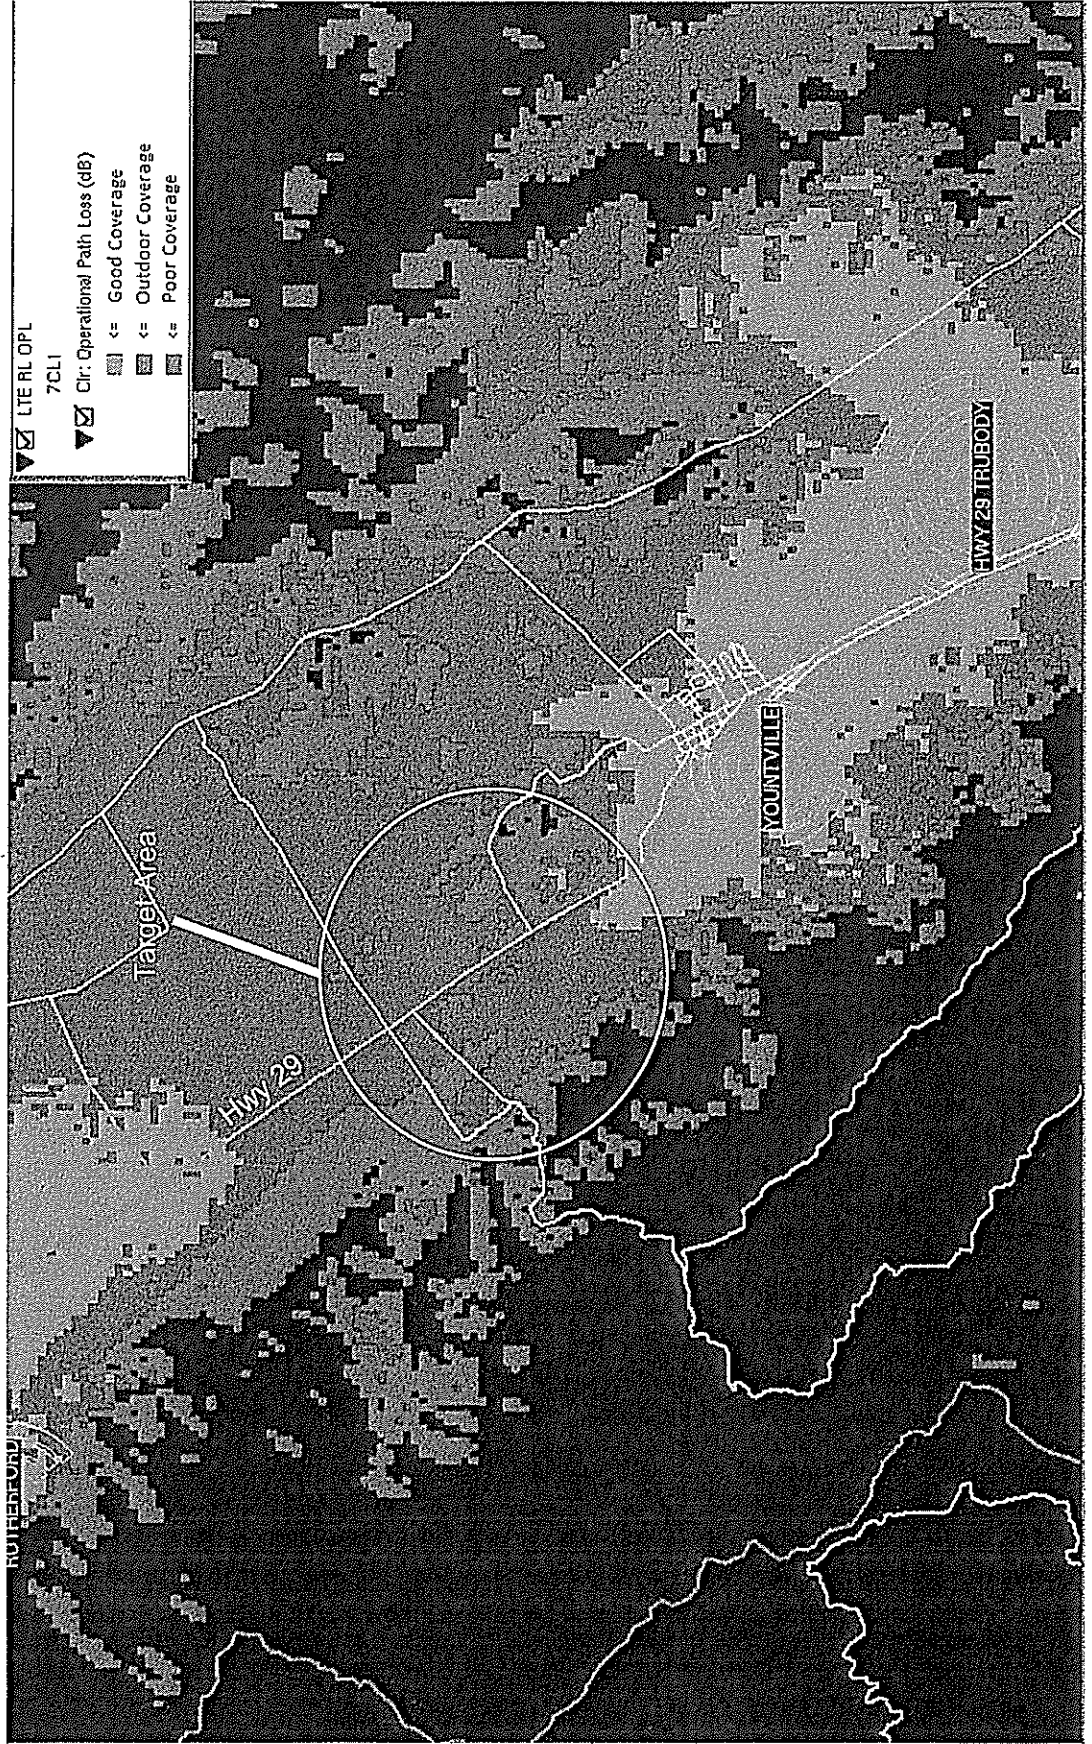 LTE RL OPL
7CL1
Clr: Operational Path Loss (dB)
<= Good Coverage
<= Outdoor Coverage
<= Poor Coverage
RUTHERFORD
Hwy 29
Target Area
YOUNTVILLE
HWY 29 TRUBODY